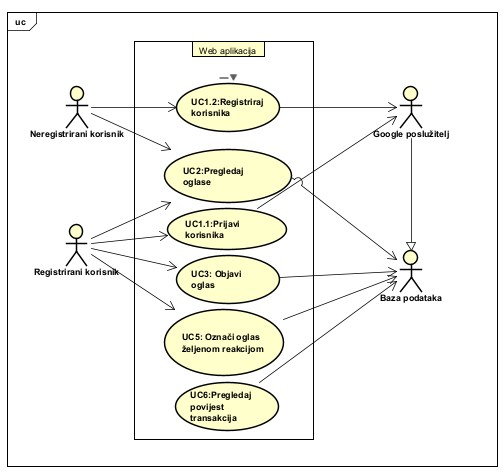 uc
Web aplikacija
UC1.2:Registriraj
korisnika
Neregistrirani korisnik
Google poslužitelj
UC2:Pregledaj
oglase
UC1.1:Prijavi
korisnika
Registrirani korisnik
UC3: Objavi
oglas
Baza podataka
UC5: Označi oglas
željenom reakcijom
UC6:Pregledaj
povijest
transakcija